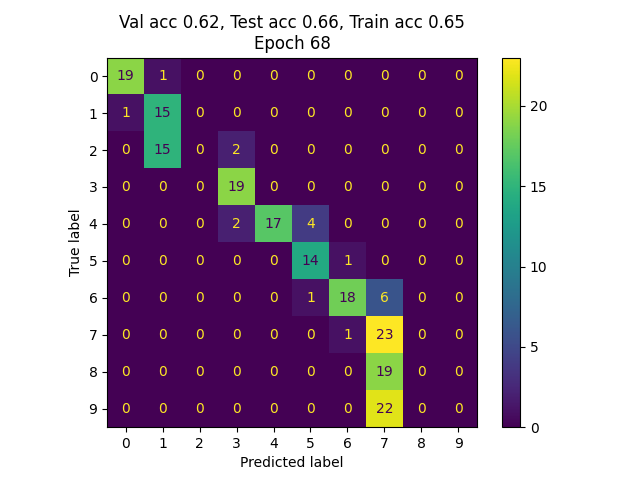 Val acc 0.62, Test acc 0.66, Train acc 0.65
Epoch 68
0 19 1 0 0 0 0 0 0 0 0
1 1 15 0 0 0 0 0 0 0 0
2 0 15 0 2 0 0 0 0 0 0
3 0 0 0 19 0 0 0 0 0 0
4 0 0 0 2 17 4 0 0 0 0
5 0 0 0 0 0 14 1 0 0 0
6 0 0 0 0 0 1 18 6 0 0
7 0 0 0 0 0 0 1 23 0 0
8 0 0 0 0 0 0 0 19 0 0
9 0 0 0 0 0 0 0 22 0 0
0 1 2 3 4 5 6 7 8 9
Predicted label
True label
20
15
10
5
0